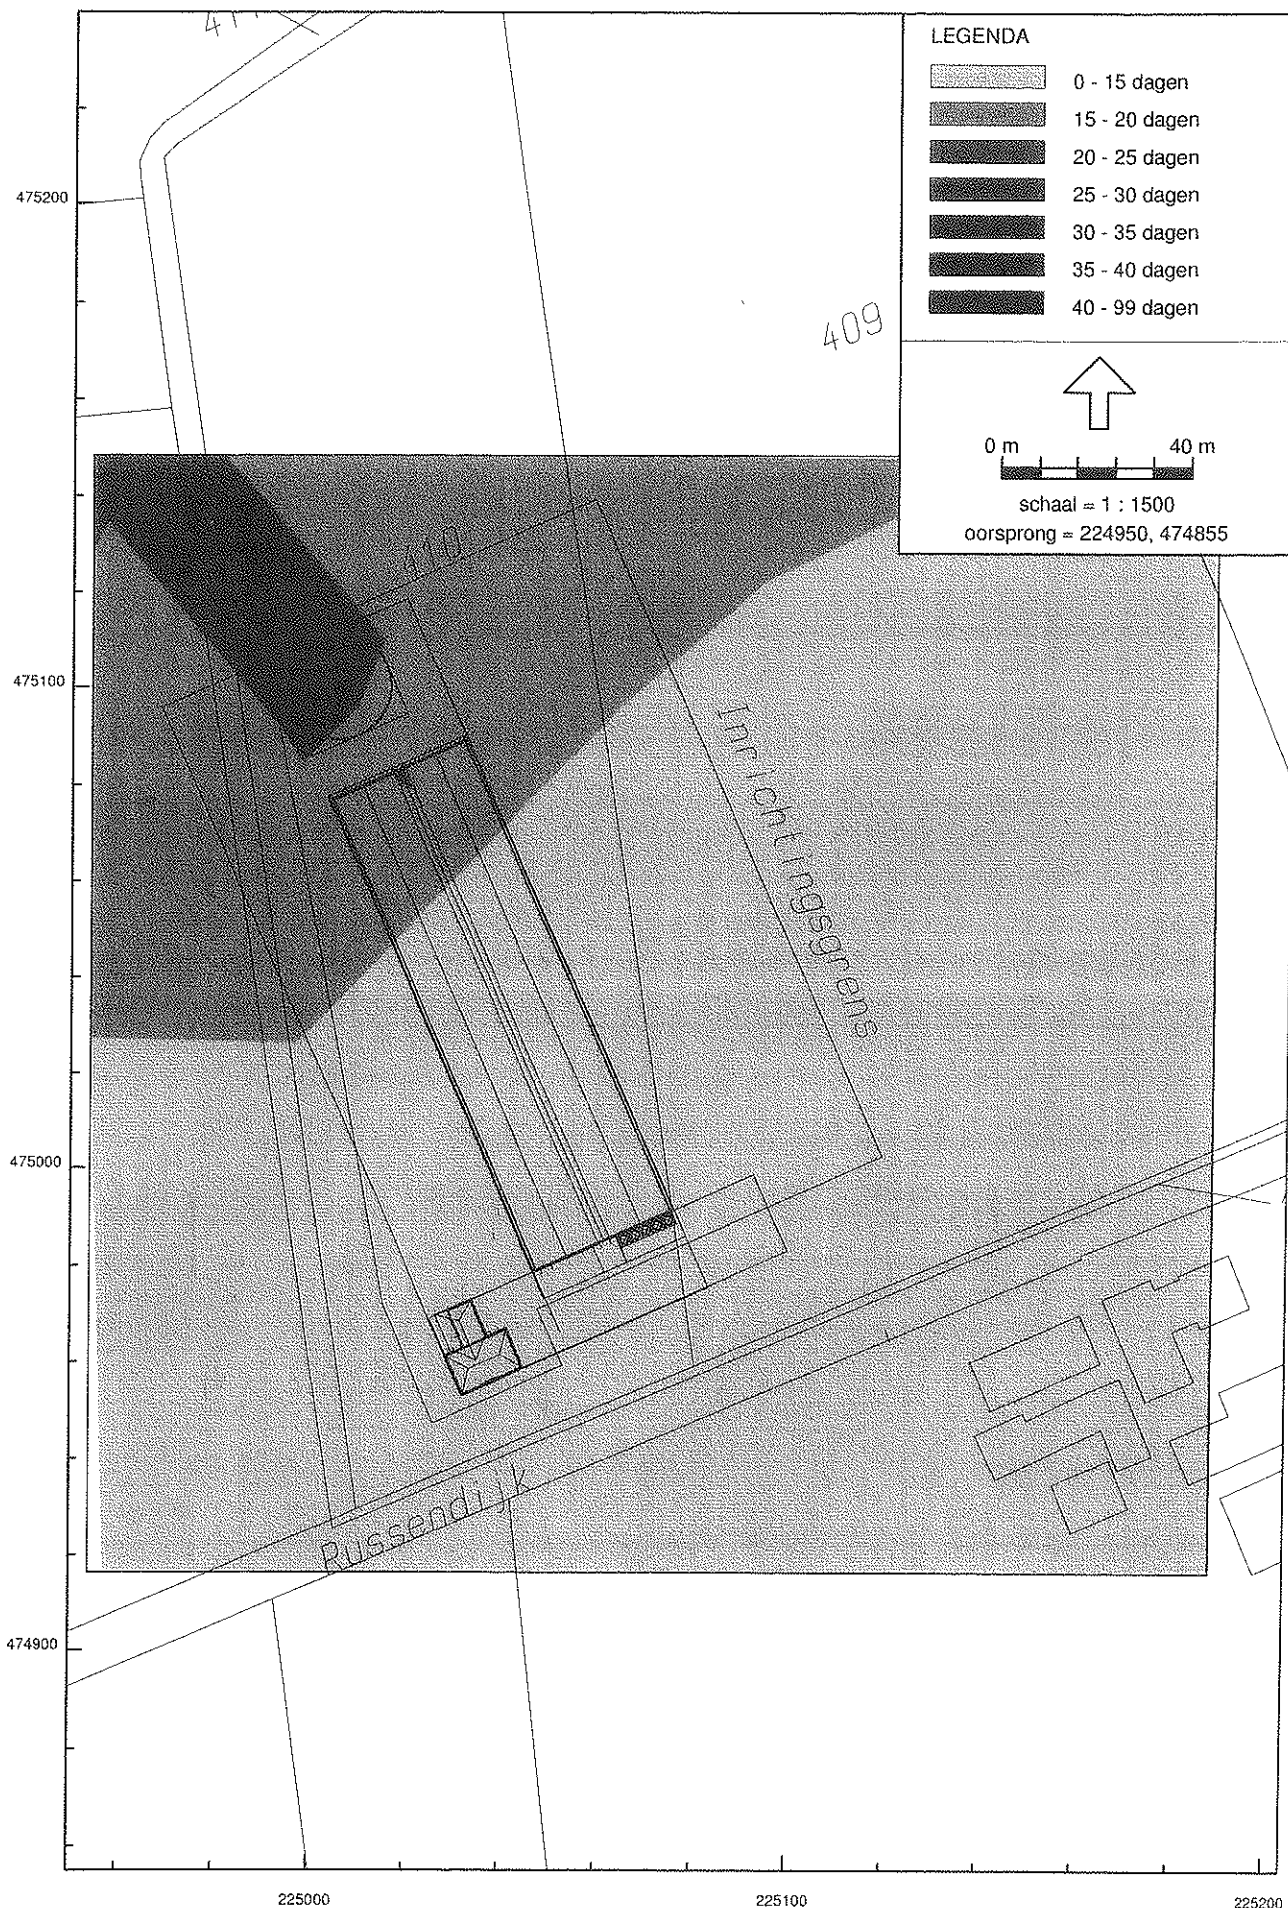 LEGENDA
0 - 15 dagen
15 - 20 dagen
20 - 25 dagen
25 - 30 dagen
30 - 35 dagen
35 - 40 dagen
40 - 99 dagen
0 m 40 m
schaal = 1 : 1500
oorsprong = 224950, 474855
475200
409
475100
Inrichtingsgrens
475000
Russendijk
474900
225000 225100 225200